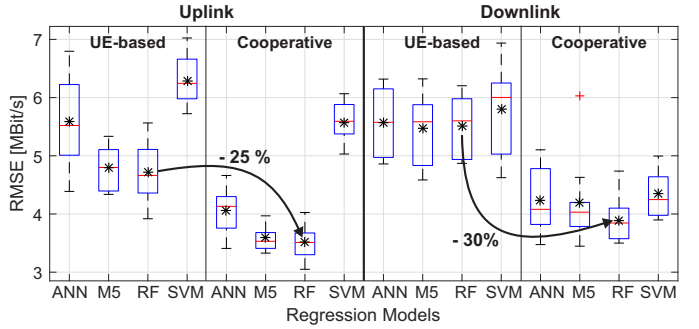 Uplink Downlink
UE-based Cooperative UE-based Cooperative
7
6
5
4
3
RMSE [MBit/s]
- 25 %
- 30%
ANN M5 RF SVM ANN M5 RF SVM ANN M5 RF SVM ANN M5 RF SVM
Regression Models